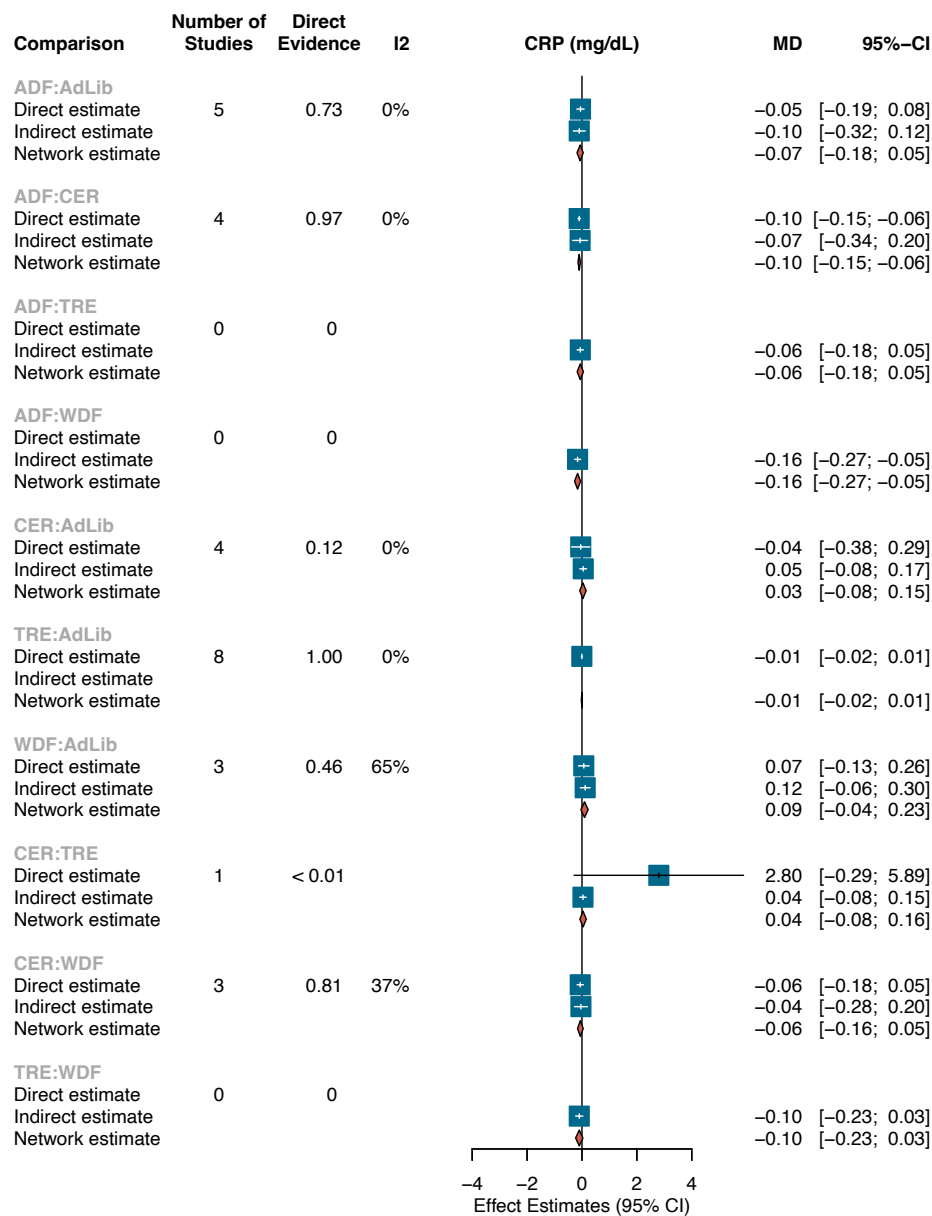 Comparison Number of Studies Direct Evidence I2 CRP (mg/dL) MD 95%−CI
ADF:AdLib
Direct estimate 5 0.73 0% −0.05 [−0.19; 0.08]
Indirect estimate −0.10 [−0.32; 0.12]
Network estimate −0.07 [−0.18; 0.05]
ADF:CER
Direct estimate 4 0.97 0% −0.10 [−0.15; −0.06]
Indirect estimate −0.07 [−0.34; 0.20]
Network estimate −0.10 [−0.15; −0.06]
ADF:TRE
Direct estimate 0 0
Indirect estimate −0.06 [−0.18; 0.05]
Network estimate −0.06 [−0.18; 0.05]
ADF:WDF
Direct estimate 0 0
Indirect estimate −0.16 [−0.27; −0.05]
Network estimate −0.16 [−0.27; −0.05]
CER:AdLib
Direct estimate 4 0.12 0% −0.04 [−0.38; 0.29]
Indirect estimate 0.05 [−0.08; 0.17]
Network estimate 0.03 [−0.08; 0.15]
TRE:AdLib
Direct estimate 8 1.00 0% −0.01 [−0.02; 0.01]
Indirect estimate
Network estimate −0.01 [−0.02; 0.01]
WDF:AdLib
Direct estimate 3 0.46 65% 0.07 [−0.13; 0.26]
Indirect estimate 0.12 [−0.06; 0.30]
Network estimate 0.09 [−0.04; 0.23]
CER:TRE
Direct estimate 1 < 0.01 2.80 [−0.29; 5.89]
Indirect estimate 0.04 [−0.08; 0.15]
Network estimate 0.04 [−0.08; 0.16]
CER:WDF
Direct estimate 3 0.81 37% −0.06 [−0.18; 0.05]
Indirect estimate −0.04 [−0.28; 0.20]
Network estimate −0.06 [−0.16; 0.05]
TRE:WDF
Direct estimate 0 0
Indirect estimate −0.10 [−0.23; 0.03]
Network estimate −0.10 [−0.23; 0.03]
−4 −2 0 2 4
Effect Estimates (95% CI)